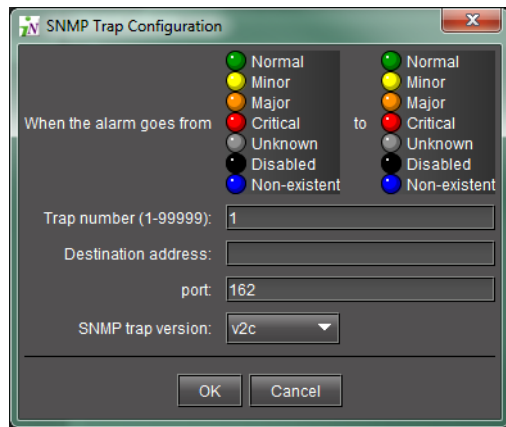 SNMP Trap Configuration
Normal Normal
Minor Minor
Major Major
When the alarm goes from Critical to Critical
Unknown Unknown
Disabled Disabled
Non-existent Non-existent
Trap number (1-99999): 1
Destination address:
port: 162
SNMP trap version: v2c
OK Cancel